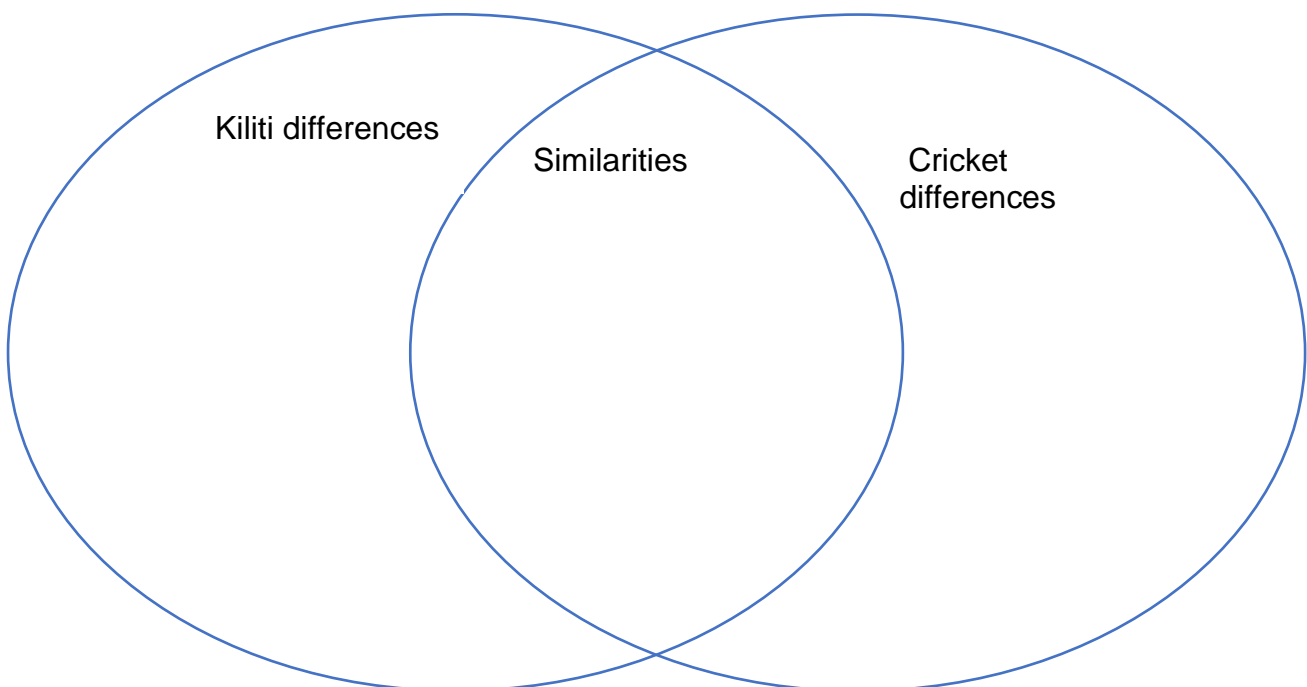 Kiliti differences
Similarities
Cricket
differences